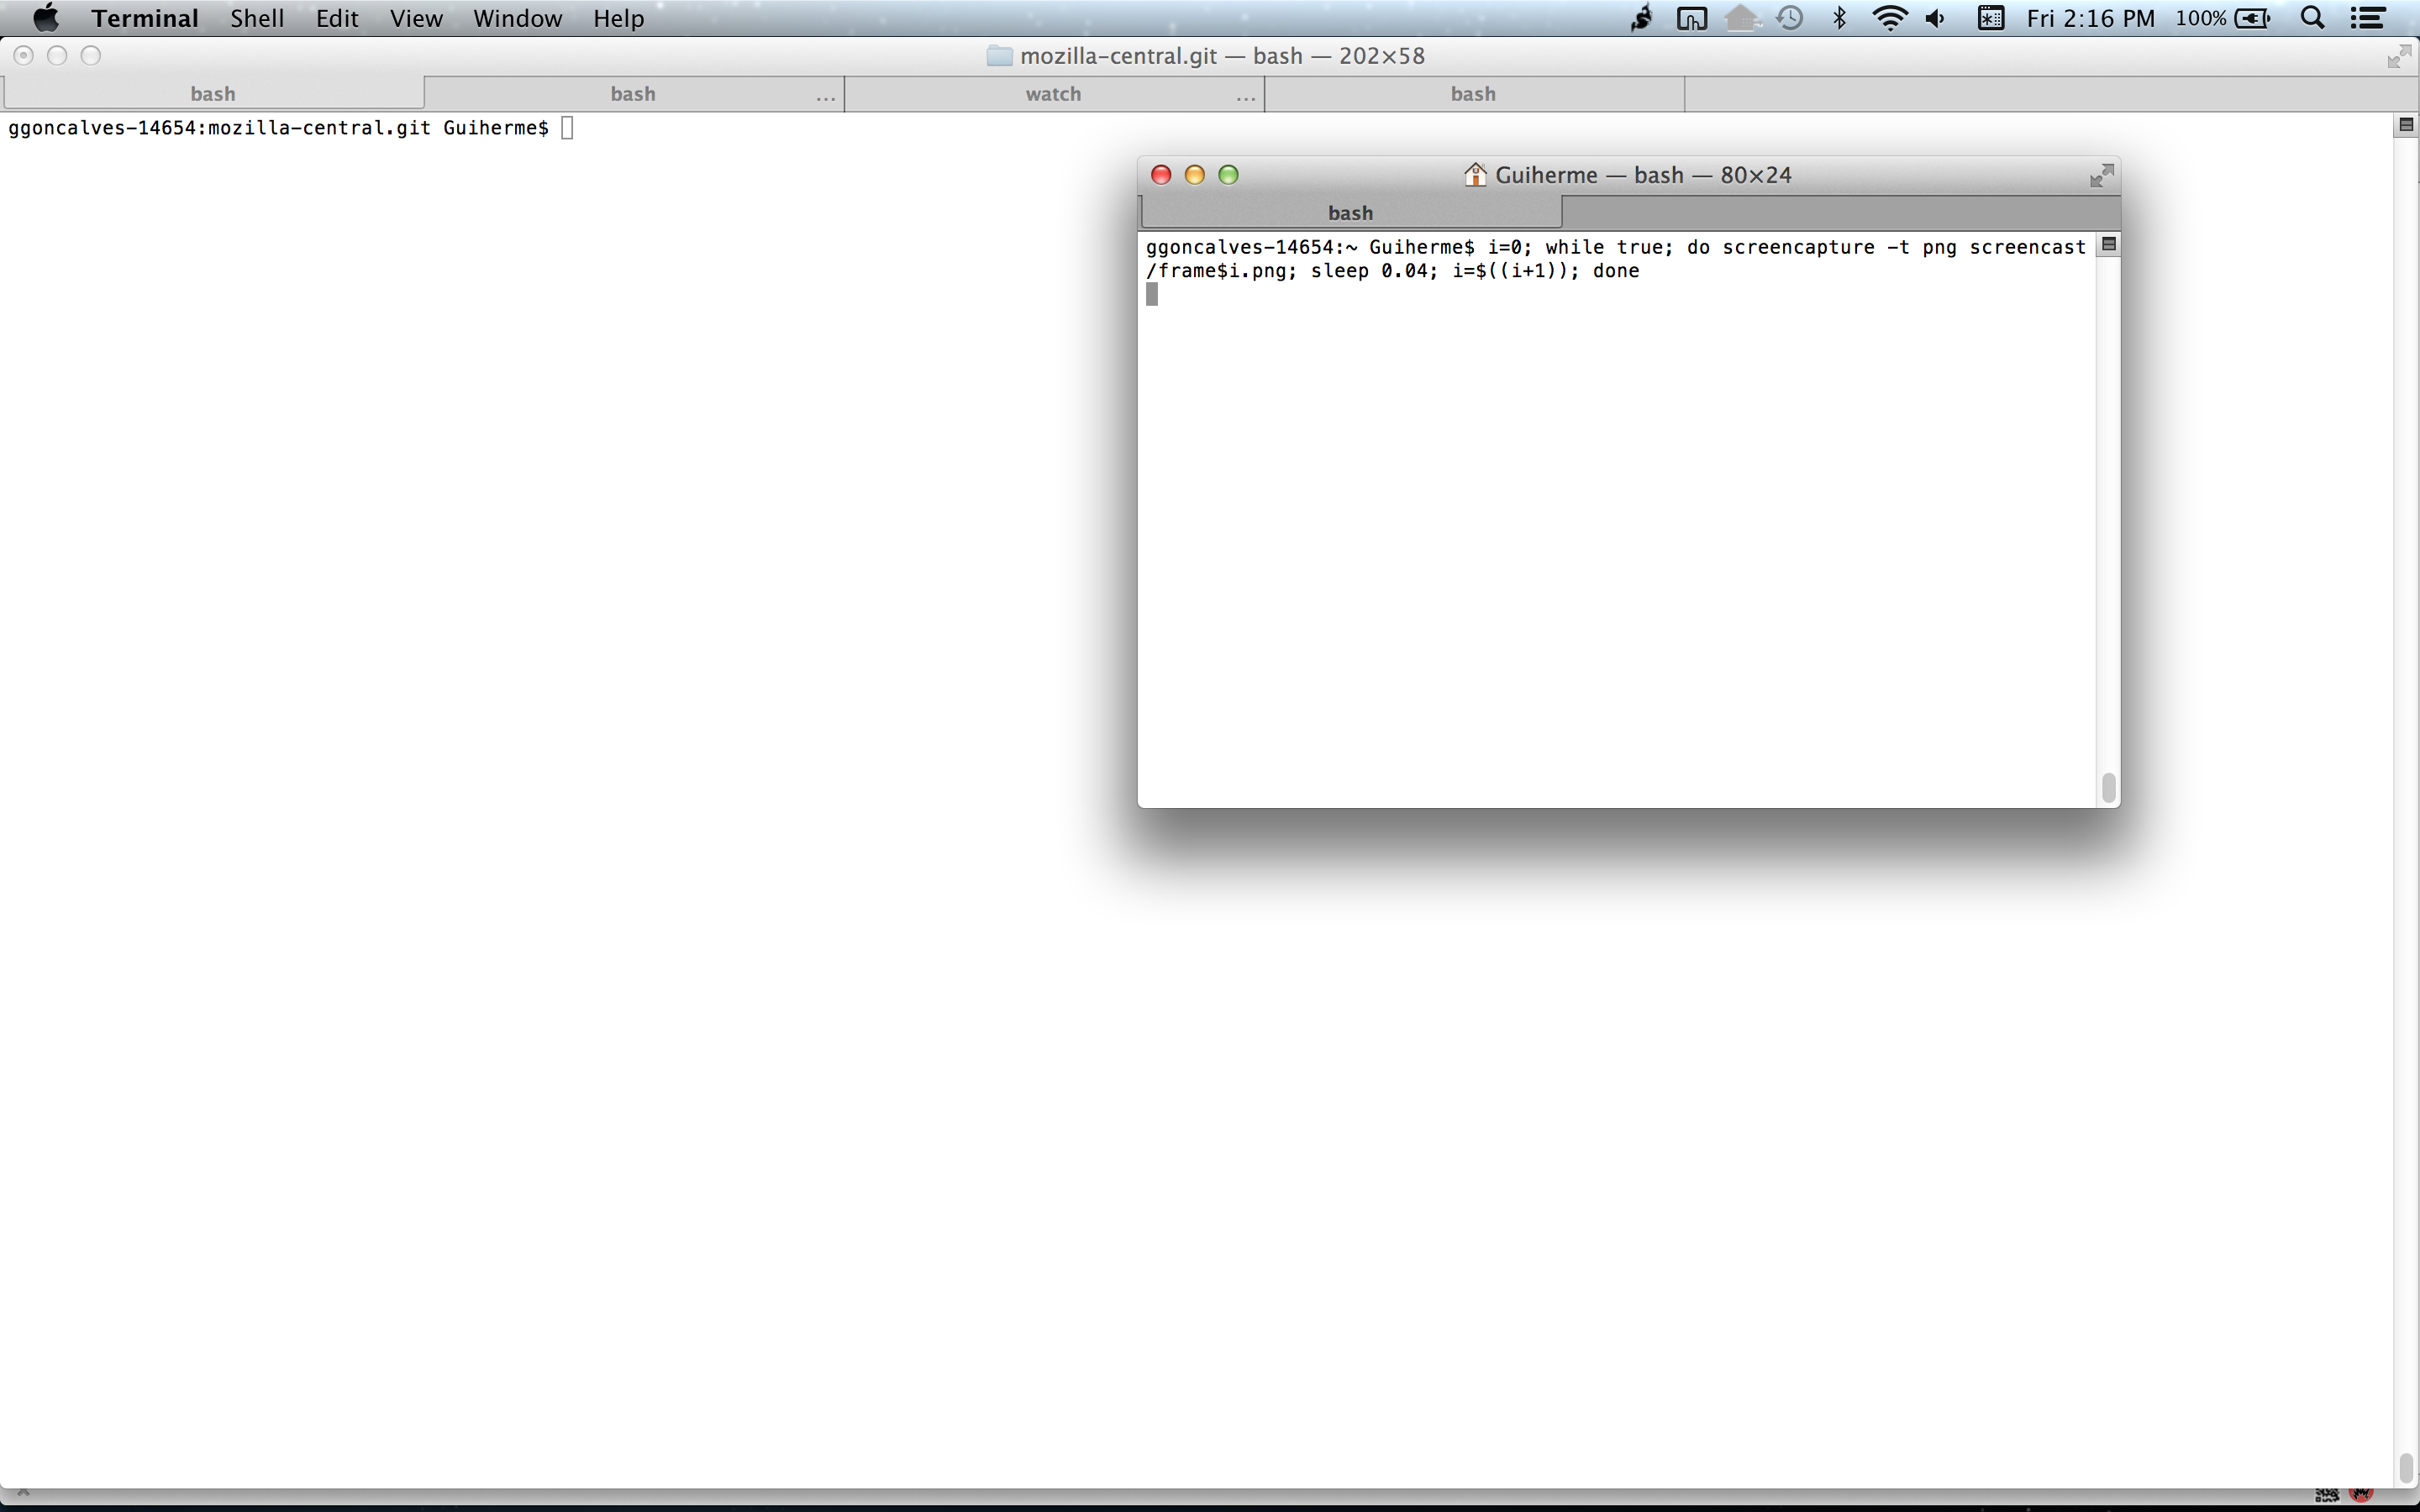 Terminal Shell Edit View Window Help Fri 2:16 PM 100%
mozilla-central.git — bash — 202×58
bash bash ... watch ... bash
ggoncalves-14654:mozilla-central.git Guiherme$
Guiherme — bash — 80×24
bash
ggoncalves-14654:~ Guiherme$ i=0; while true; do screencapture -t png screencast
/frame$i.png; sleep 0.04; i=$((i+1)); done